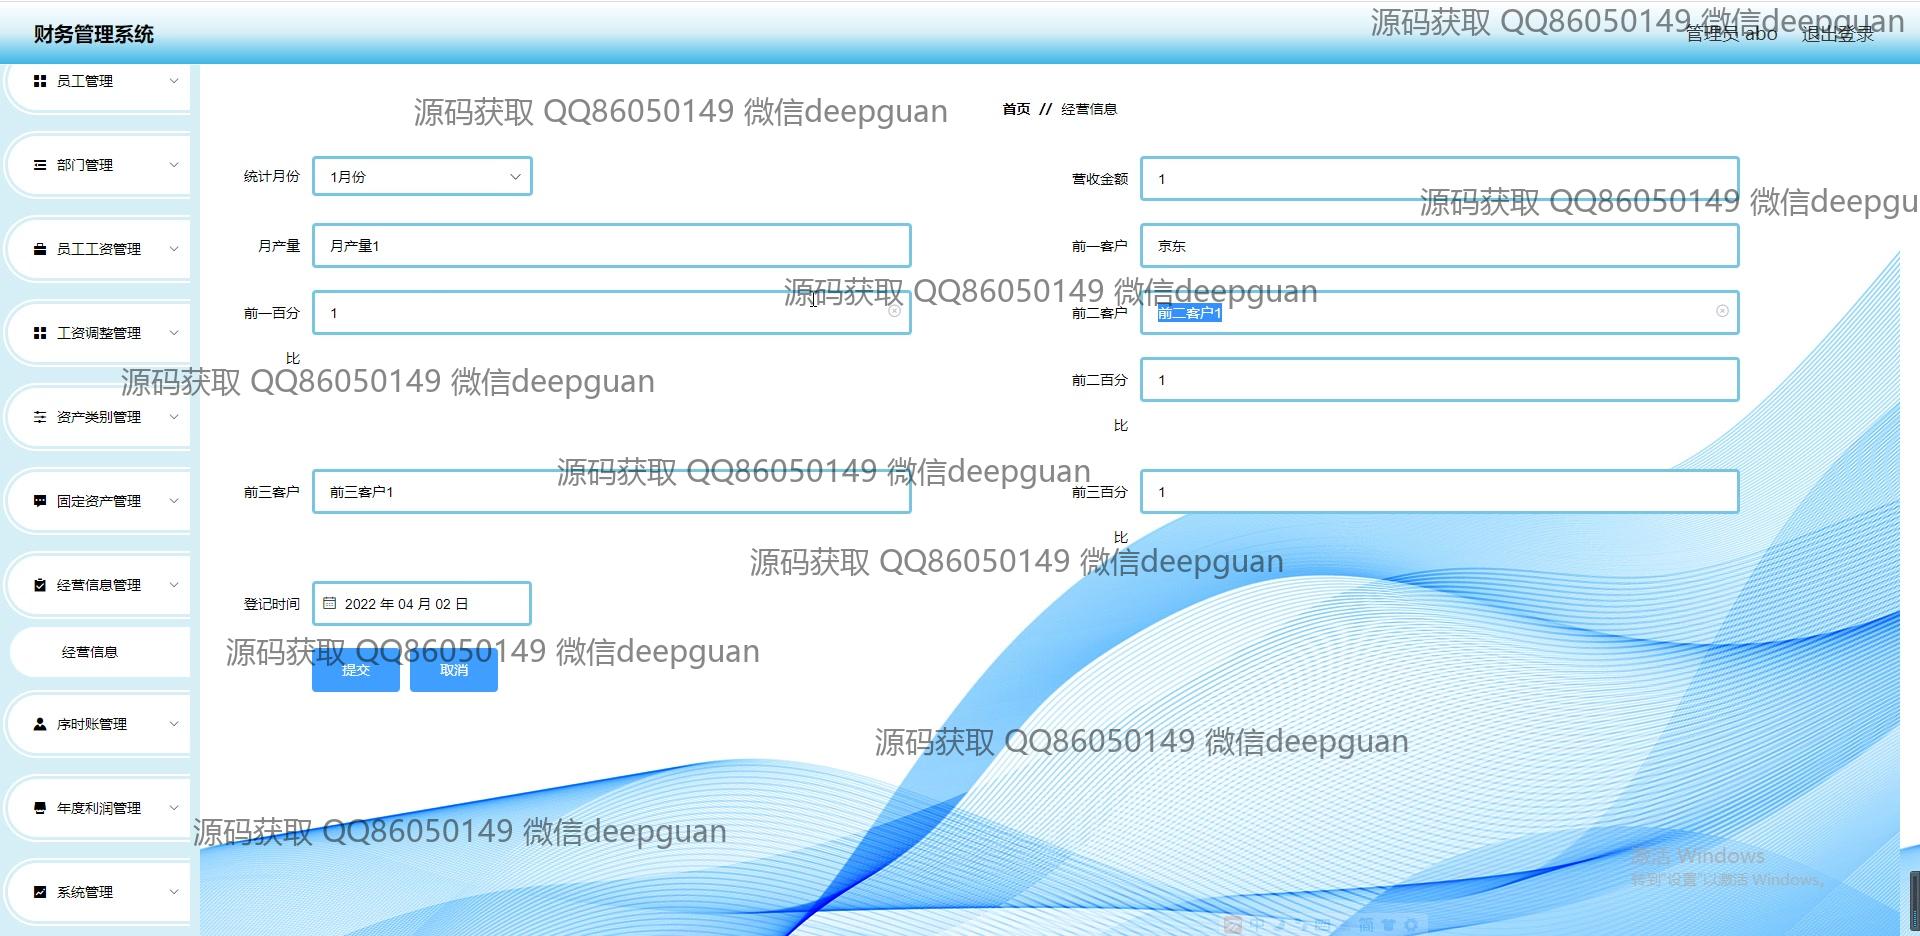 财务管理系统
源码获取 QQ86050149 微信deepguan
管理员 abo 退出登录
员工管理
部门管理
员工工资管理
工资调整管理
资产类别管理
固定资产管理
经营信息管理
经营信息
序时账管理
年度利润管理
系统管理
源码获取 QQ86050149 微信deepguan
首页 // 经营信息
统计月份 1月份
营收金额 1
源码获取 QQ86050149 微信deepgu
月产量 月产量1
前一客户 京东
源码获取 QQ86050149 微信deepguan
前一百分比 1
前二客户 前二客户1
源码获取 QQ86050149 微信deepguan
前二百分比 1
源码获取 QQ86050149 微信deepguan
前三客户 前三客户1
前三百分比 1
源码获取 QQ86050149 微信deepguan
登记时间 2022 年 04 月 02 日
源码获取 QQ86050149 微信deepguan
提交 取消
源码获取 QQ86050149 微信deepguan
源码获取 QQ86050149 微信deepguan
激活 Windows
转到"设置"以激活 Windows。
中 简